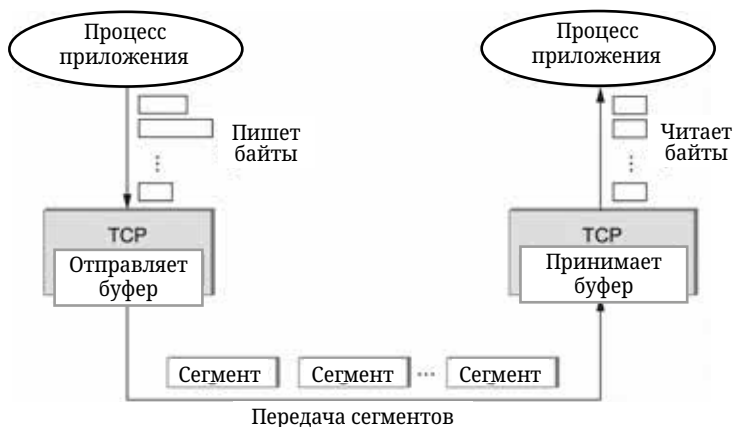 Процесс
приложения
Процесс
приложения
Пишет
байты
Читает
байты
TCP
Отправляет
буфер
TCP
Принимает
буфер
Сегмент
Сегмент
...
Сегмент
Передача сегментов